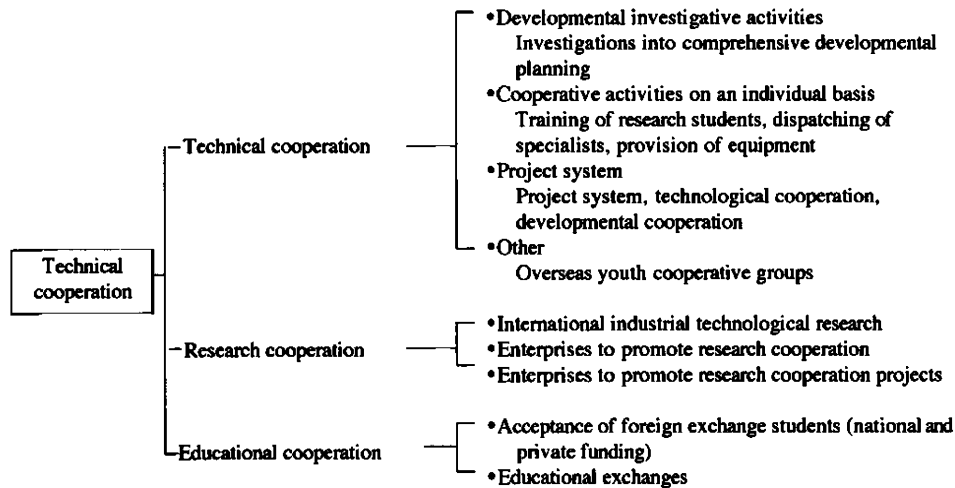 Technical
cooperation
Technical cooperation
•Developmental investigative activities
Investigations into comprehensive developmental
planning
•Cooperative activities on an individual basis
Training of research students, dispatching of
specialists, provision of equipment
•Project system
Project system, technological cooperation,
developmental cooperation
•Other
Overseas youth cooperative groups
Research cooperation
•International industrial technological research
•Enterprises to promote research cooperation
•Enterprises to promote research cooperation projects
Educational cooperation
•Acceptance of foreign exchange students (national and
private funding)
•Educational exchanges